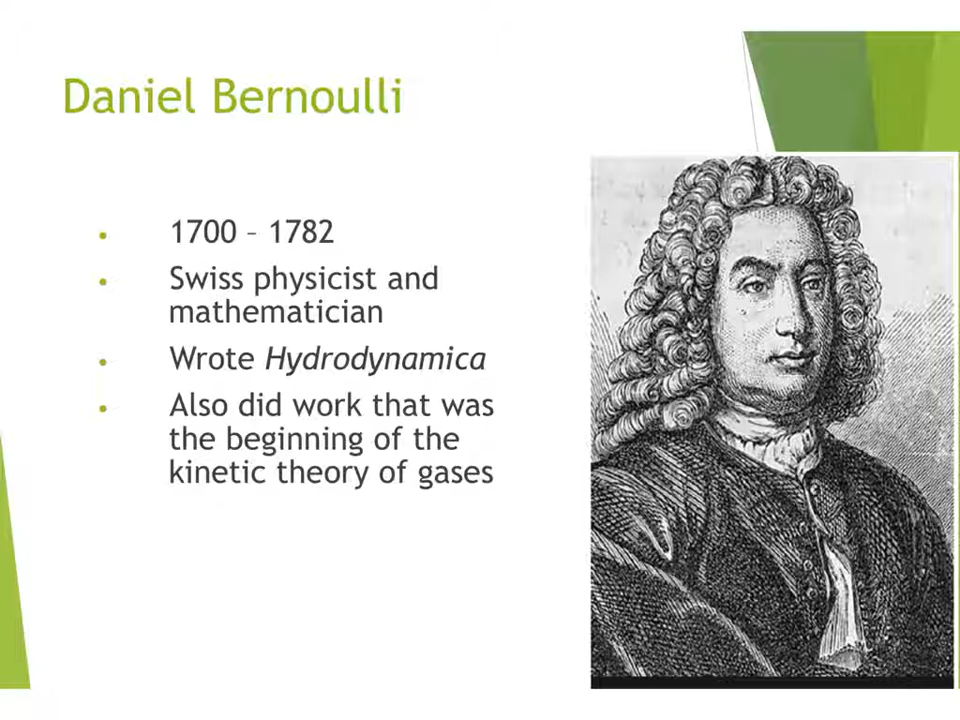 Daniel Bernoulli
• 1700 – 1782
• Swiss physicist and
mathematician
• Wrote Hydrodynamica
• Also did work that was
the beginning of the
kinetic theory of gases